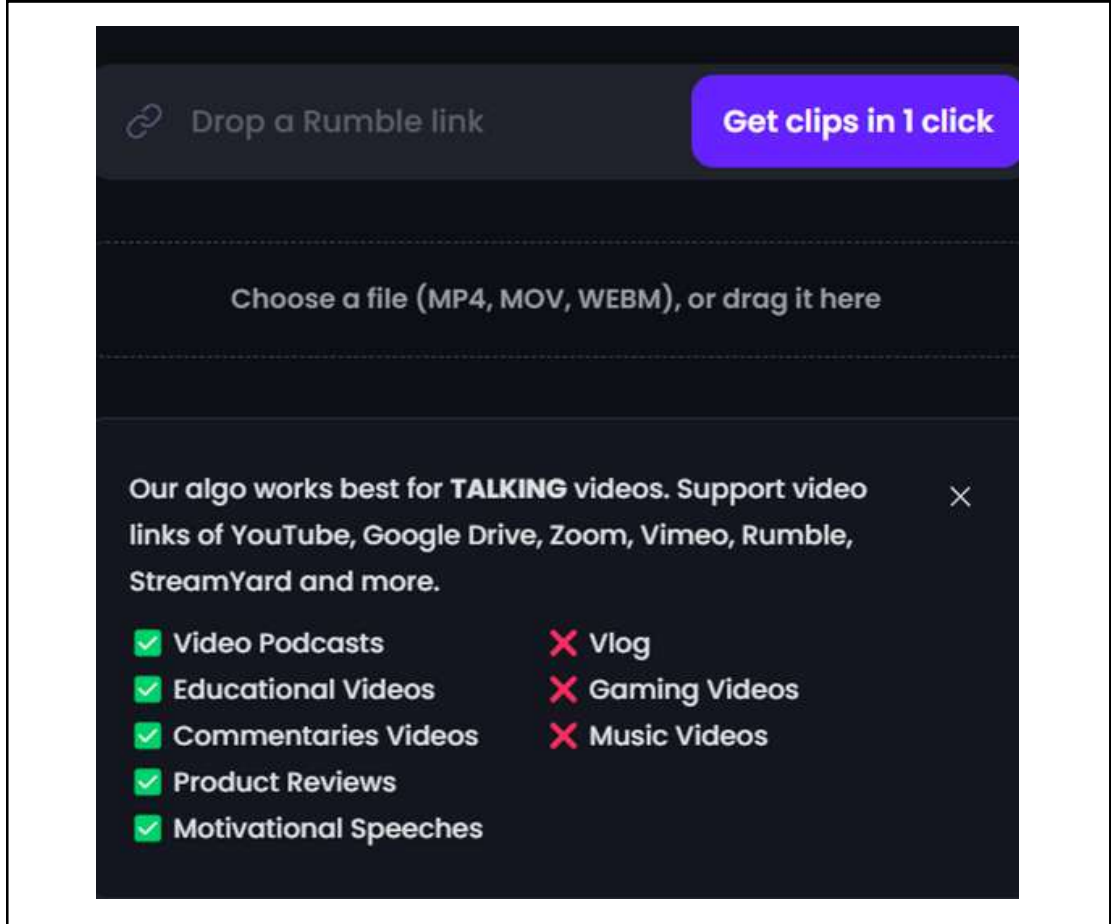 Drop a Rumble link
Get clips in 1 click
Choose a file (MP4, MOV, WEBM), or drag it here
Our algo works best for TALKING videos. Support video
links of YouTube, Google Drive, Zoom, Vimeo, Rumble,
StreamYard and more.
✅ Video Podcasts
❌ Vlog
✅ Educational Videos
❌ Gaming Videos
✅ Commentaries Videos
❌ Music Videos
✅ Product Reviews
✅ Motivational Speeches